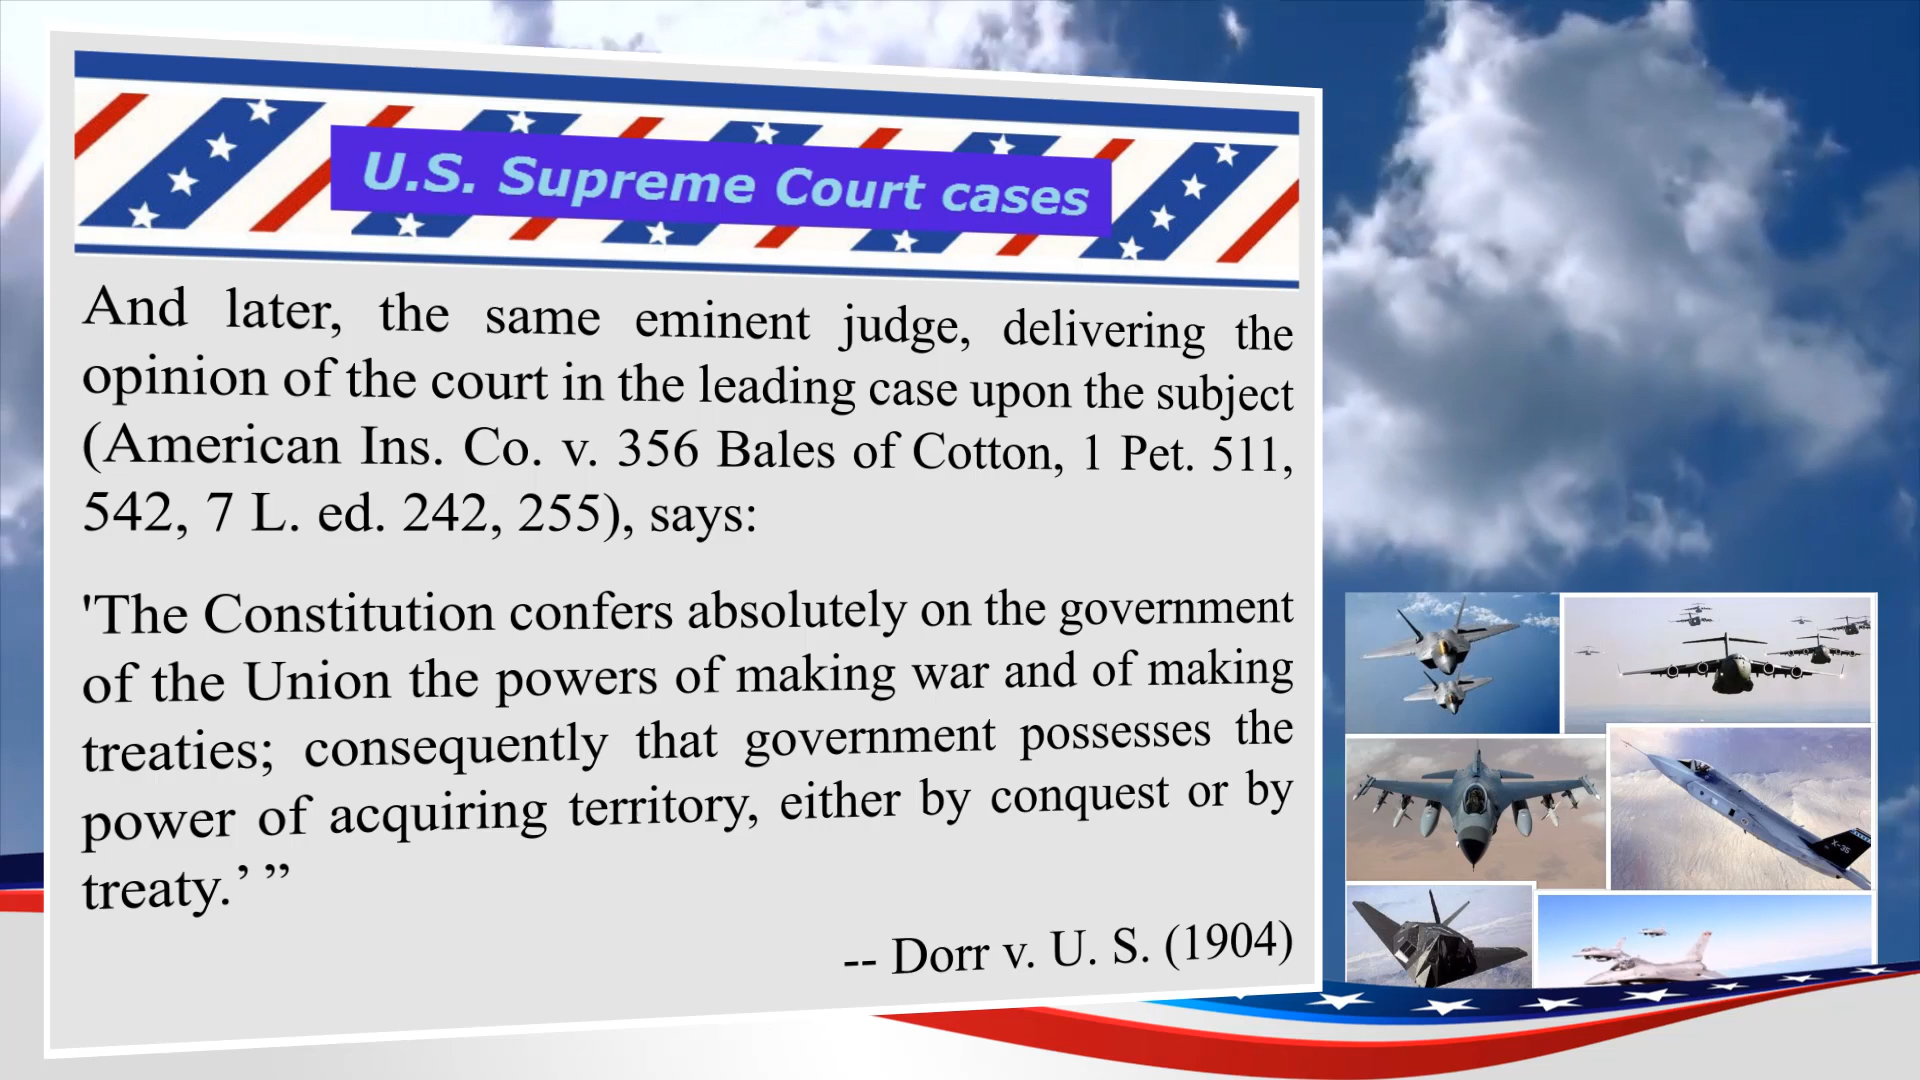 U.S. Supreme Court cases
And later, the same eminent judge, delivering the
opinion of the court in the leading case upon the subject
(American Ins. Co. v. 356 Bales of Cotton, 1 Pet. 511,
542, 7 L. ed. 242, 255), says:
'The Constitution confers absolutely on the government
of the Union the powers of making war and of making
treaties; consequently that government possesses the
power of acquiring territory, either by conquest or by
treaty.’ ”
-- Dorr v. U. S. (1904)
X-35